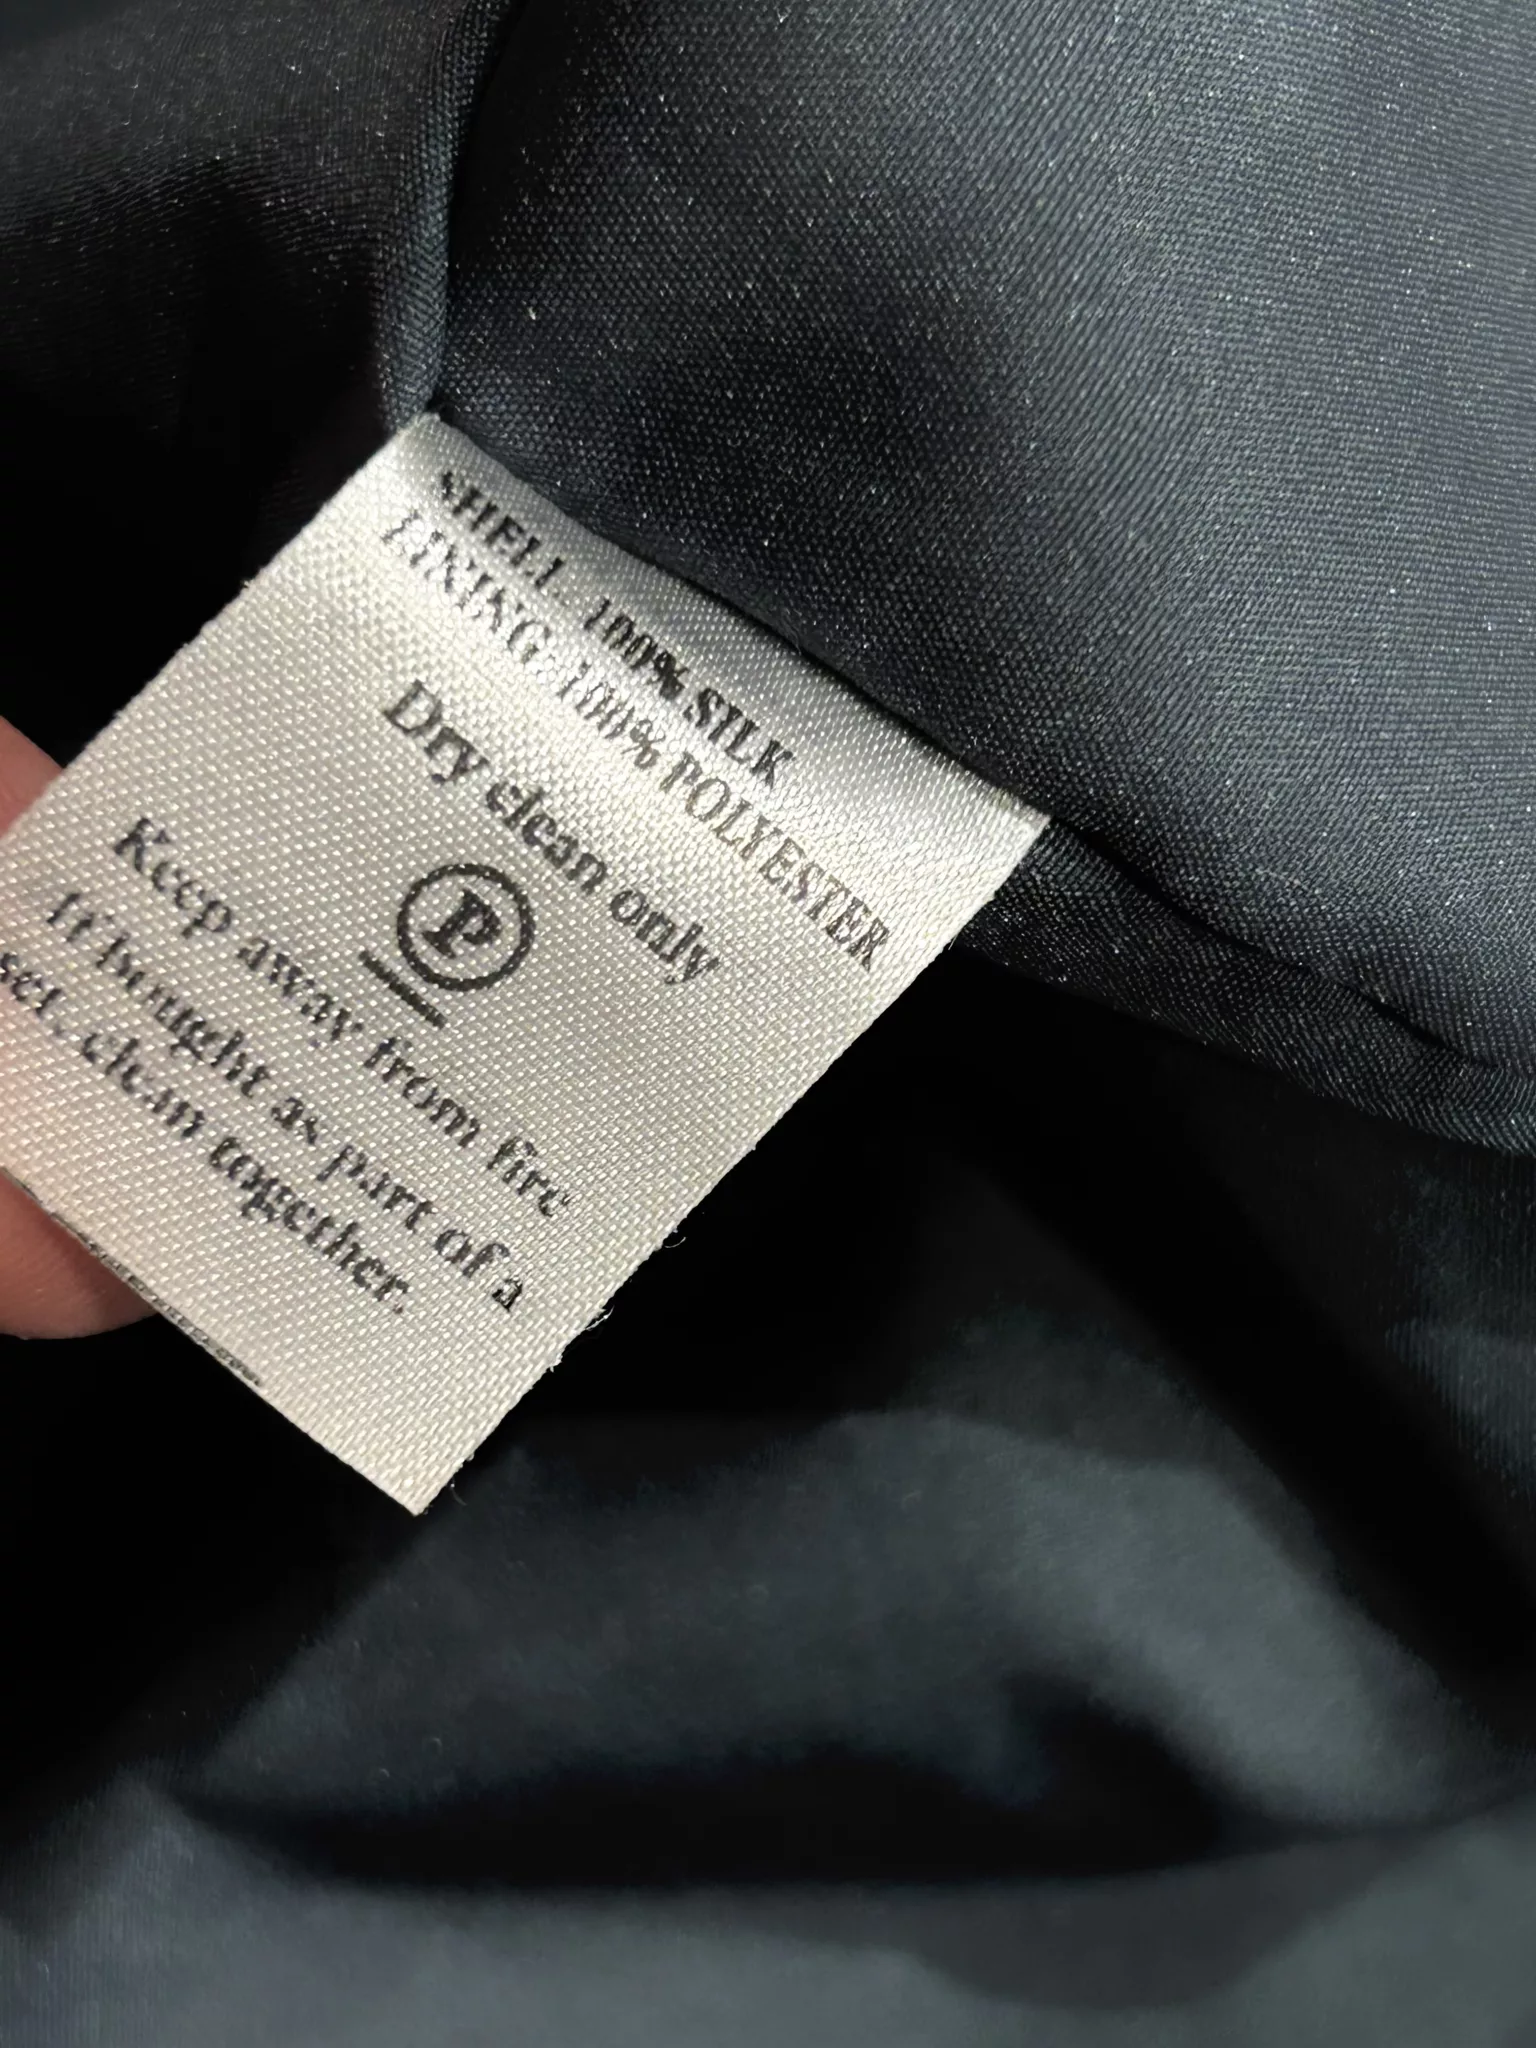 SHELL: 100% SILK
LINING: 100% POLYESTER
Dry clean only
P
Keep away from fire
If bought as part of a
set, clean together.